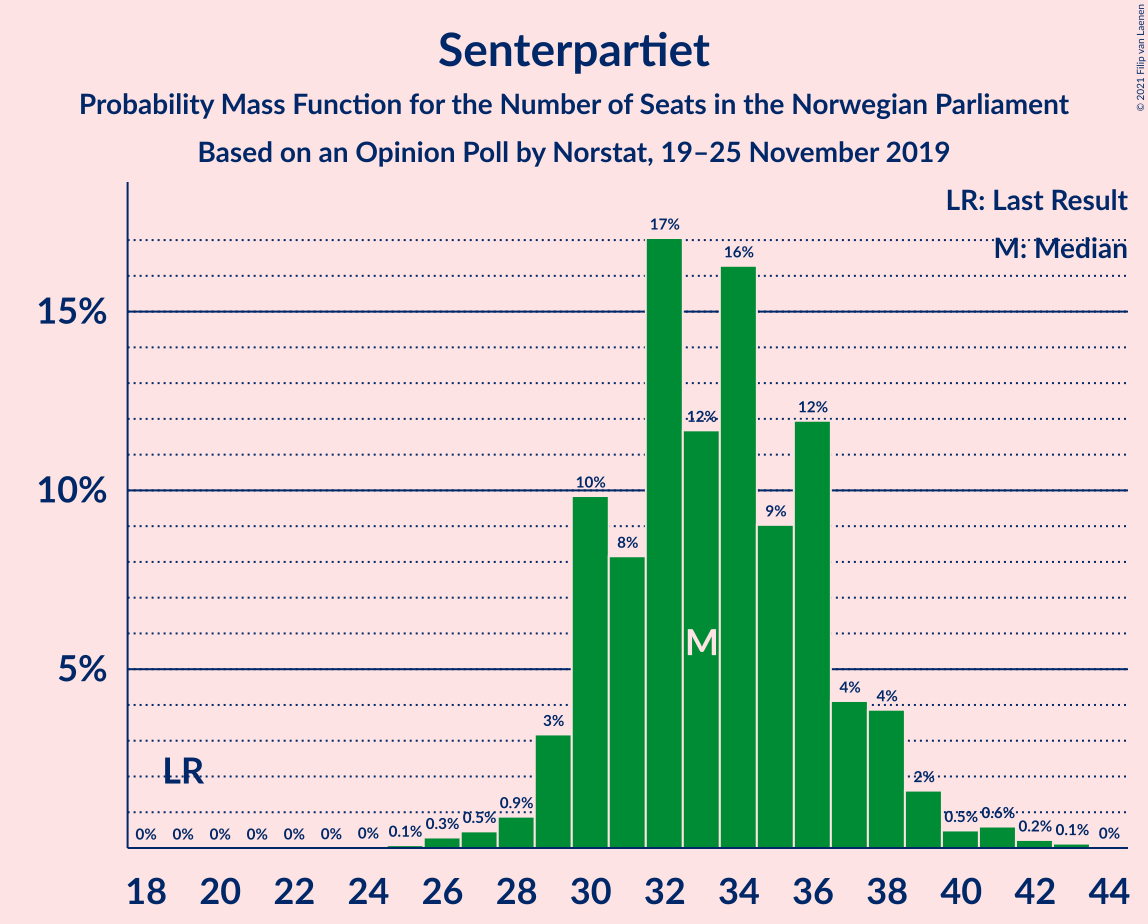 Senterpartiet
Probability Mass Function for the Number of Seats in the Norwegian Parliament
Based on an Opinion Poll by Norstat, 19–25 November 2019
© 2021 Filip van Laenen
LR: Last Result
M: Median
15%
10%
5%
LR
M
0% 0% 0% 0% 0% 0% 0% 0.1% 0.3% 0.5% 0.9% 3% 10% 8% 17% 12% 16% 9% 12% 4% 4% 2% 0.5% 0.6% 0.2% 0.1% 0%
18 20 22 24 26 28 30 32 34 36 38 40 42 44